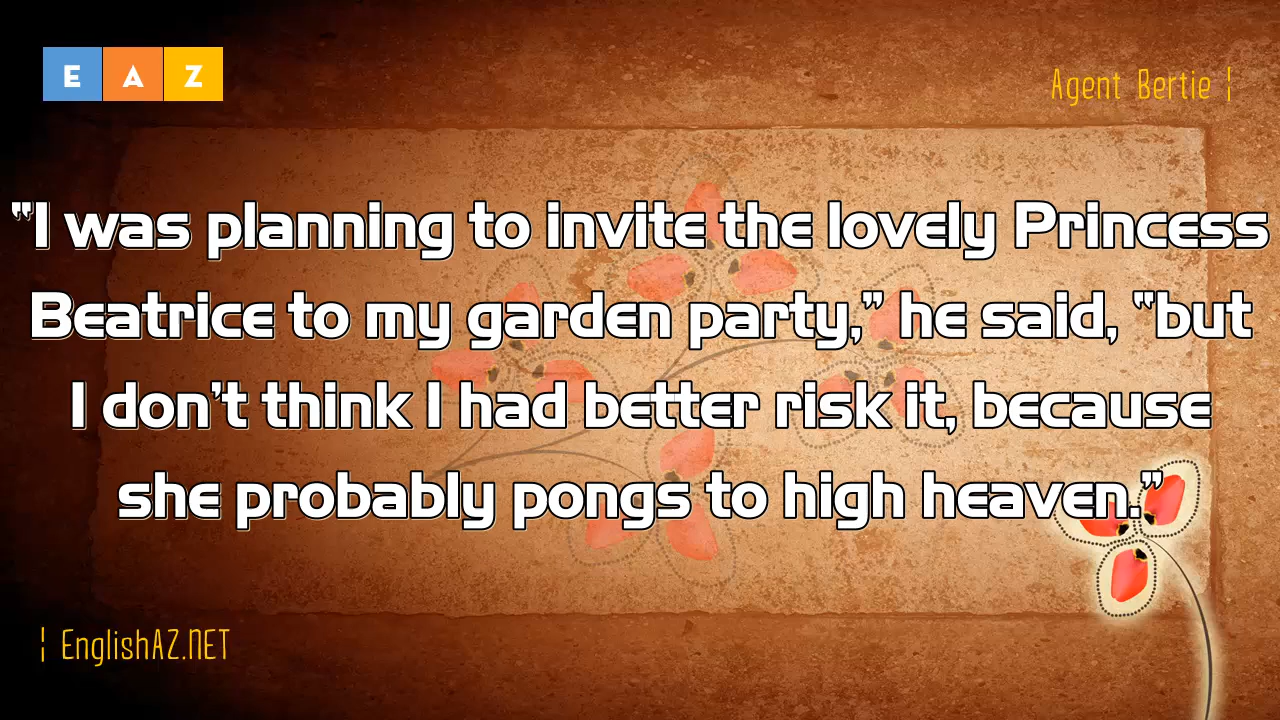 E A Z
Agent Bertie ¦
“I was planning to invite the lovely Princess
Beatrice to my garden party,” he said, “but
I don’t think I had better risk it, because
she probably pongs to high heaven.”
¦ EnglishAZ.NET